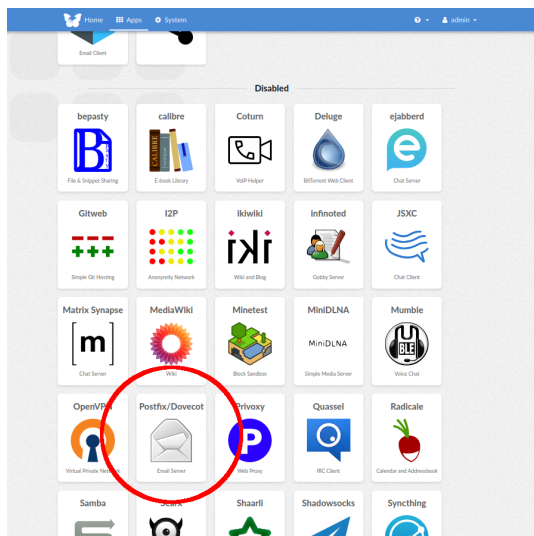 Home Apps System admin
Email Client
Disabled
bepasty calibre Coturn Deluge ejabberd
B CALIBRE e
File & Snippet Sharing E-book Library VoIP Helper BitTorrent Web Client Chat Server
Gitweb I2P ikiwiki infinoted JSXC
iki
Simple Git Hosting Anonymity Network Wiki and Blog Gobby Server Chat Client
Matrix Synapse MediaWiki Minetest MiniDLNA Mumble
[m] MiniDLNA BLE
Chat Server Wiki Block Sandbox Simple Media Server Voice Chat
OpenVPN Postfix/Dovecot Privoxy Quassel Radicale
P
Virtual Private Network Email Server Web Proxy IRC Client Calendar and Addressbook
Samba Searx Shaarli Shadowsocks Syncthing